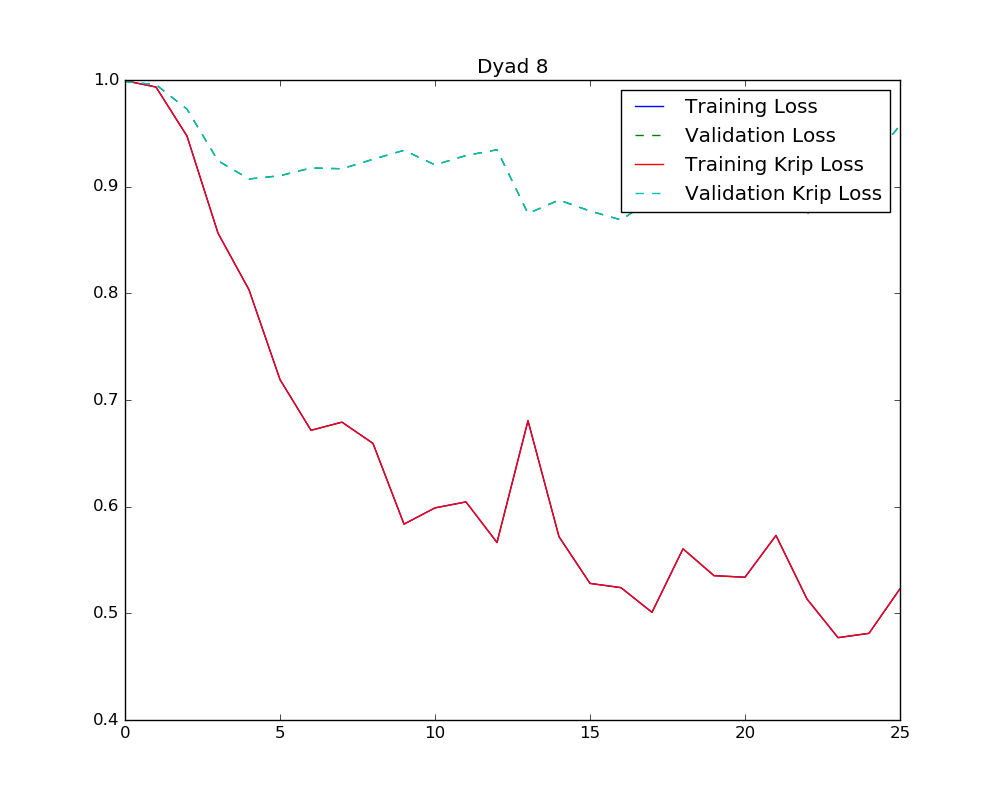 Dyad 8
1.0
0.9
0.8
0.7
0.6
0.5
0.4
Training Loss
Validation Loss
Training Krip Loss
Validation Krip Loss
0 5 10 15 20 25